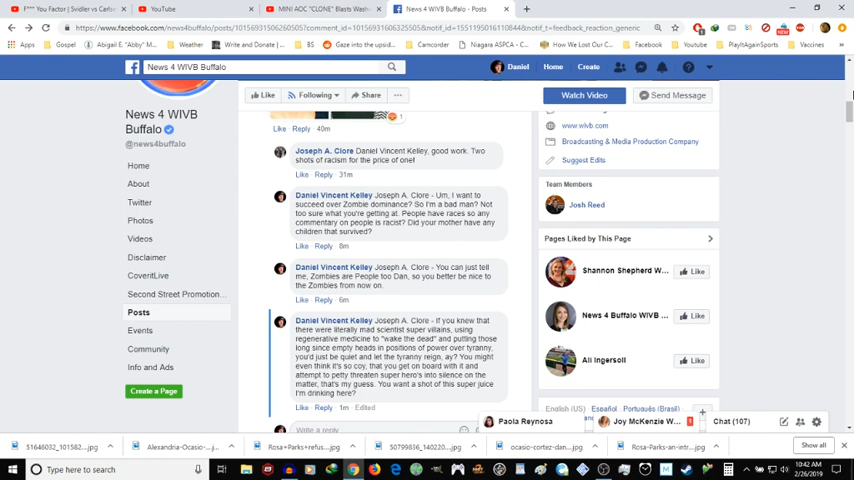 F*** You Factor | Svidler vs Carlse
YouTube
MINI AOC "CLONE" Blasts Washi
News 4 WIVB Buffalo - Posts
https://www.facebook.com/news4buffalo/posts/10156931506260505?comment_id=10156931606325505&notif_id=1551195016110844&notif_t=feedback_reaction_generic
YouTube
Gospel
Abigail E. "Abby" M...
BS
Weather
Write - Donald J. T...
News
Camcorder
Niagara ASPCA - C...
How We Lost Our C...
Facebook
Youtube
PlayItAgainSports
Vaccines
News 4 WIVB Buffalo
Daniel
Home
Create
Like
Following
Share
Watch Video
Send Message
News 4 WIVB
Buffalo
@news4buffalo
Home
About
Twitter
Photos
Videos
Disclaimer
CoveritLive
Second Street Promotion...
Posts
Events
Community
Info and Ads
Create a Page
1
Like Reply 40m
Joseph A. Clore Daniel Vincent Kelley, good work. Two
shots of racism for the price of one!
Like Reply 31m
Daniel Vincent Kelley Joseph A. Clore - Um, I want to
succeed over Zombie dominance? So I'm a bad man? Not
too sure what you're getting at. People have races so any
commentary on people is racist? Did your mother have any
children that survived?
Like Reply 8m
Daniel Vincent Kelley Joseph A. Clore - You can just tell
me, Zombies are People too Dan, so you better be nice to
the Zombies from now on.
Like Reply 6m
Daniel Vincent Kelley Joseph A. Clore - If you knew that
there were literally mad scientist super villains, using
regenerative medicine to "wake the dead" and putting those
long since empty heads in positions of power over tyranny,
you'd just be quiet and let the tyranny reign, ay? You might
even think it's so coy, that you get on board with it and
attempt to petty threaten super hero's into silence on the
matter, that's my guess. You want a shot of this super juice
I'm drinking here?
Like Reply 1m · Edited
Write a reply
www.wivb.com
Broadcasting & Media Production Company
Suggest Edits
Team Members
Josh Reed
Pages Liked by This Page
Shannon Shepherd W...
Like
News 4 Buffalo WIVB ...
Like
Ali Ingersoll
Like
English (US) · Español · Português (Brasil) ·
Paola Reynosa
Joy McKenzie W...
Chat (107)
51646032_101582....jpg
Alexandria-Ocasio-....jpg
Rosa+Parks+refus....jpg
50799836_140220....jpg
ocasio-cortez-dan....jpg
Rosa-Parks-an-intr....jpg
Show all
Type here to search
10:42 AM
2/26/2019